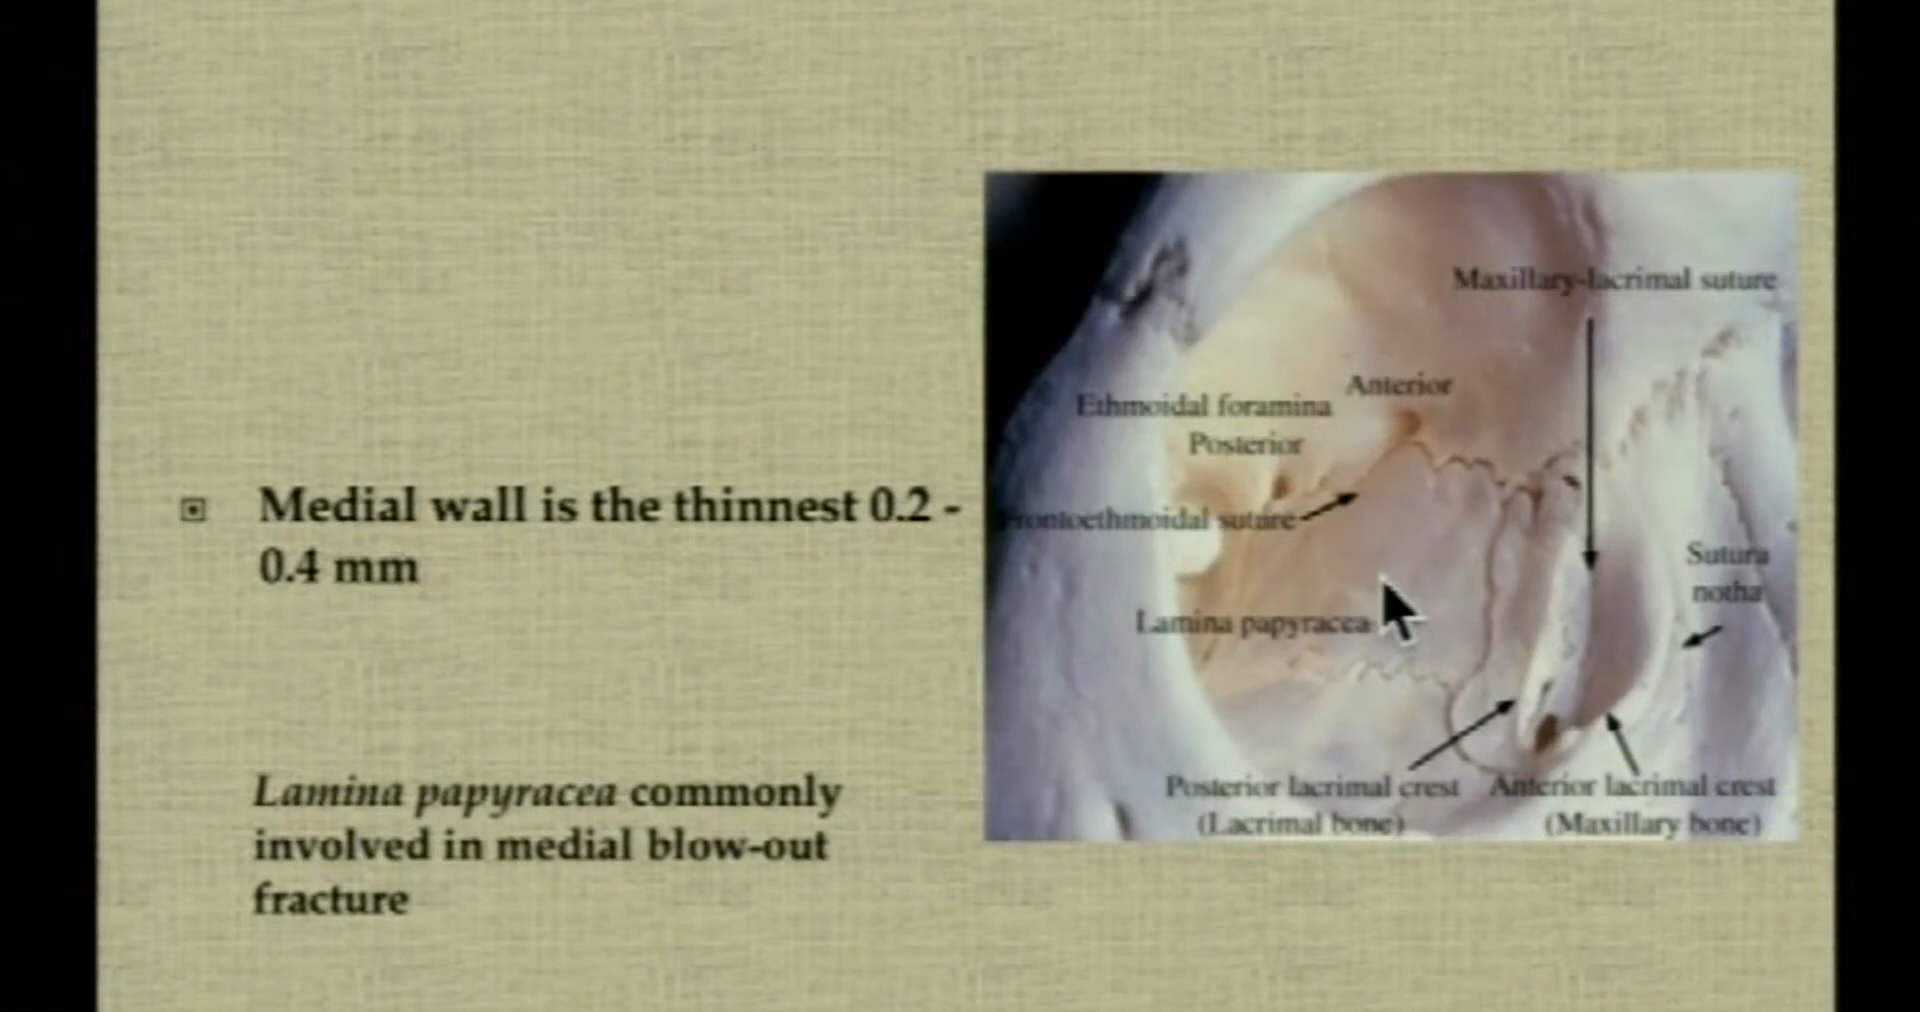 Medial wall is the thinnest 0.2 -
0.4 mm
Lamina papyracea commonly
involved in medial blow-out
fracture
Maxillary-lacrimal suture
Anterior
Ethmoidal foramina
Posterior
Frontoethmoidal suture
Sutura
notha
Lamina papyracea
Posterior lacrimal crest
(Lacrimal bone)
Anterior lacrimal crest
(Maxillary bone)